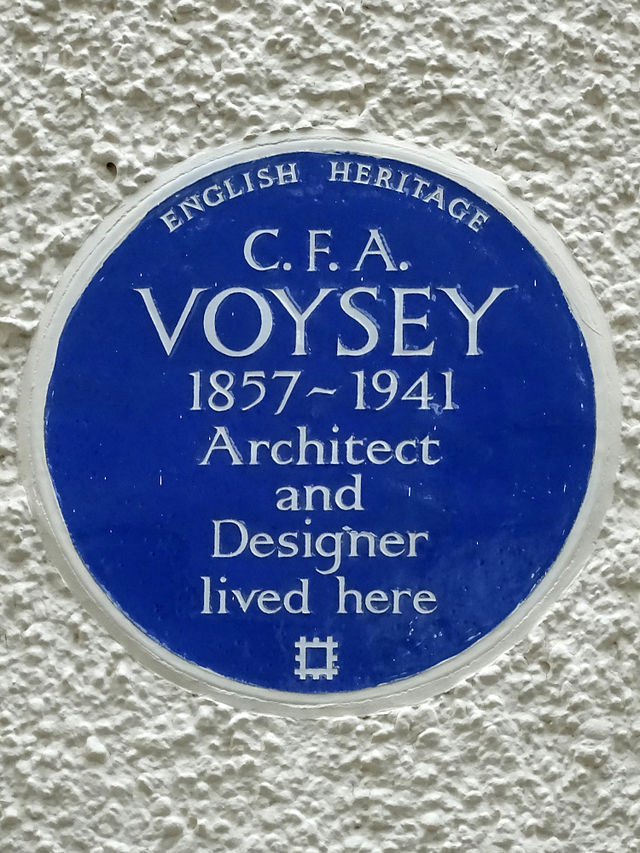 ENGLISH HERITAGE
C. F. A.
VOYSEY
1857~1941
Architect
and
Designer
lived here